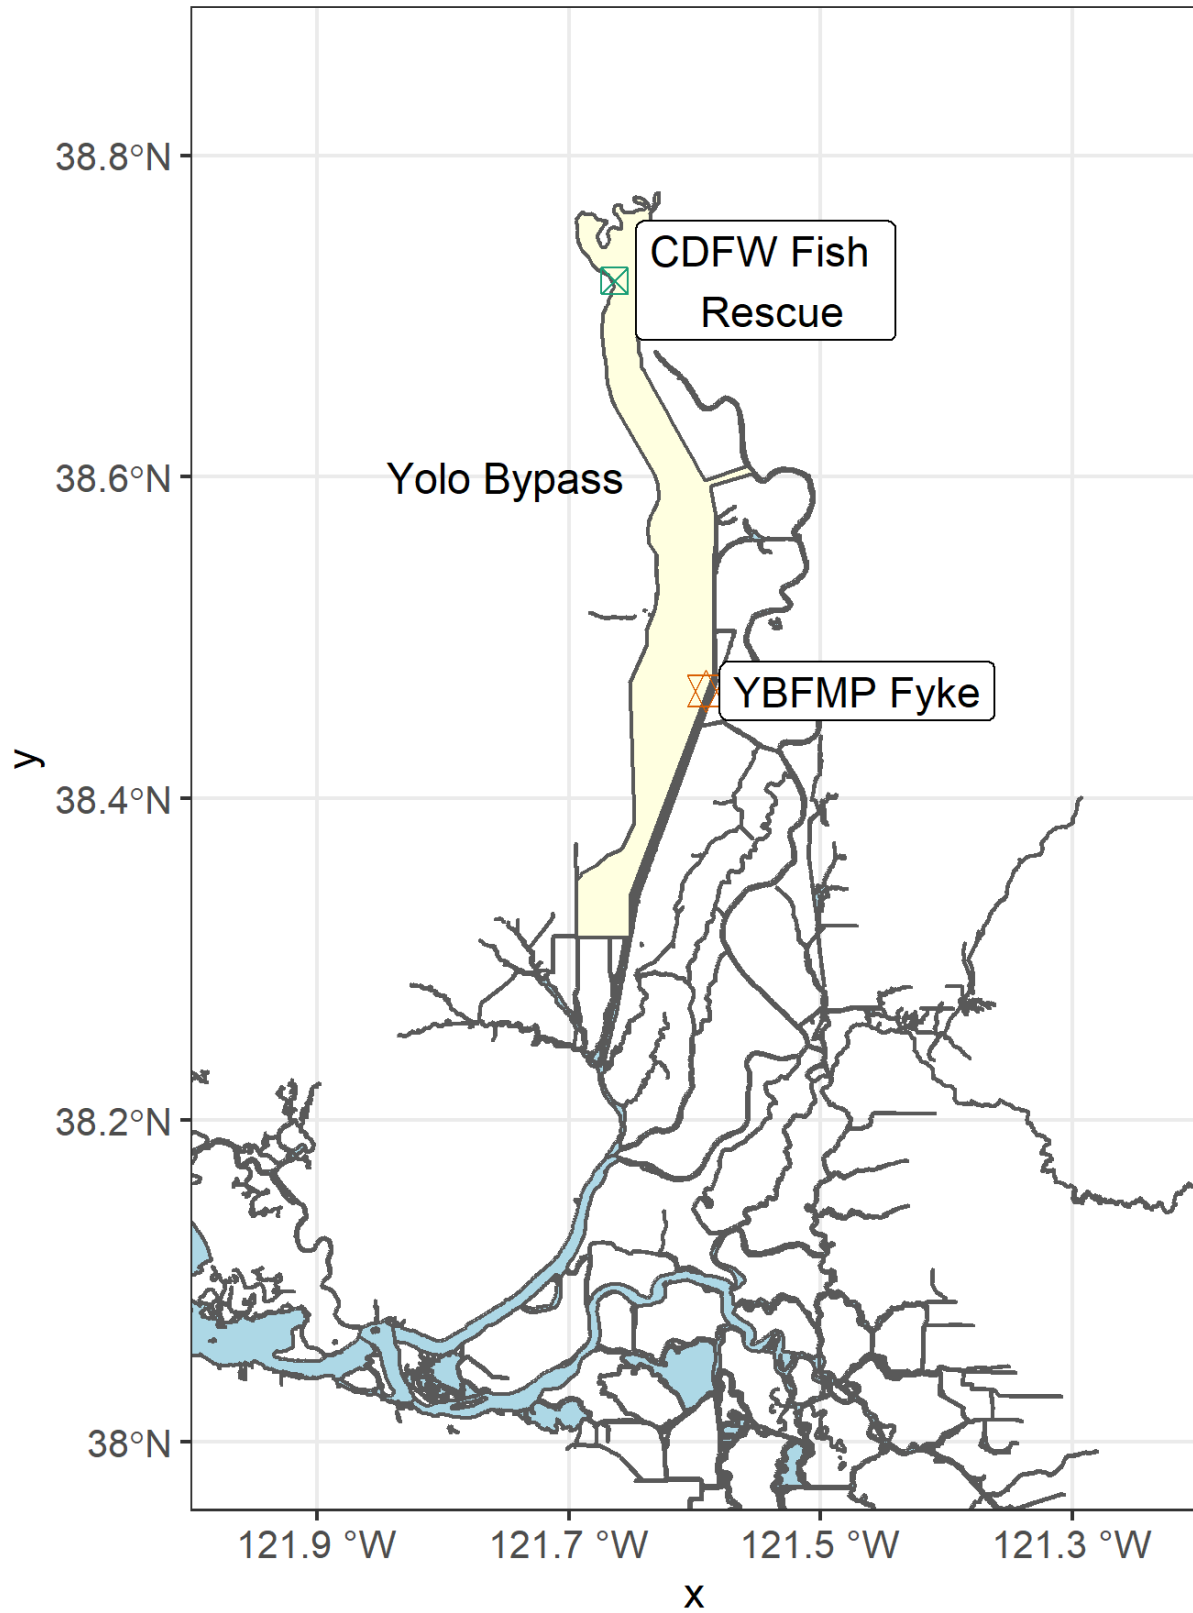 38.8°N
CDFW Fish
Rescue
Yolo Bypass
38.6°N
YBFMP Fyke
y
38.4°N
38.2°N
38°N
121.9 °W
121.7 °W
121.5 °W
121.3 °W
x